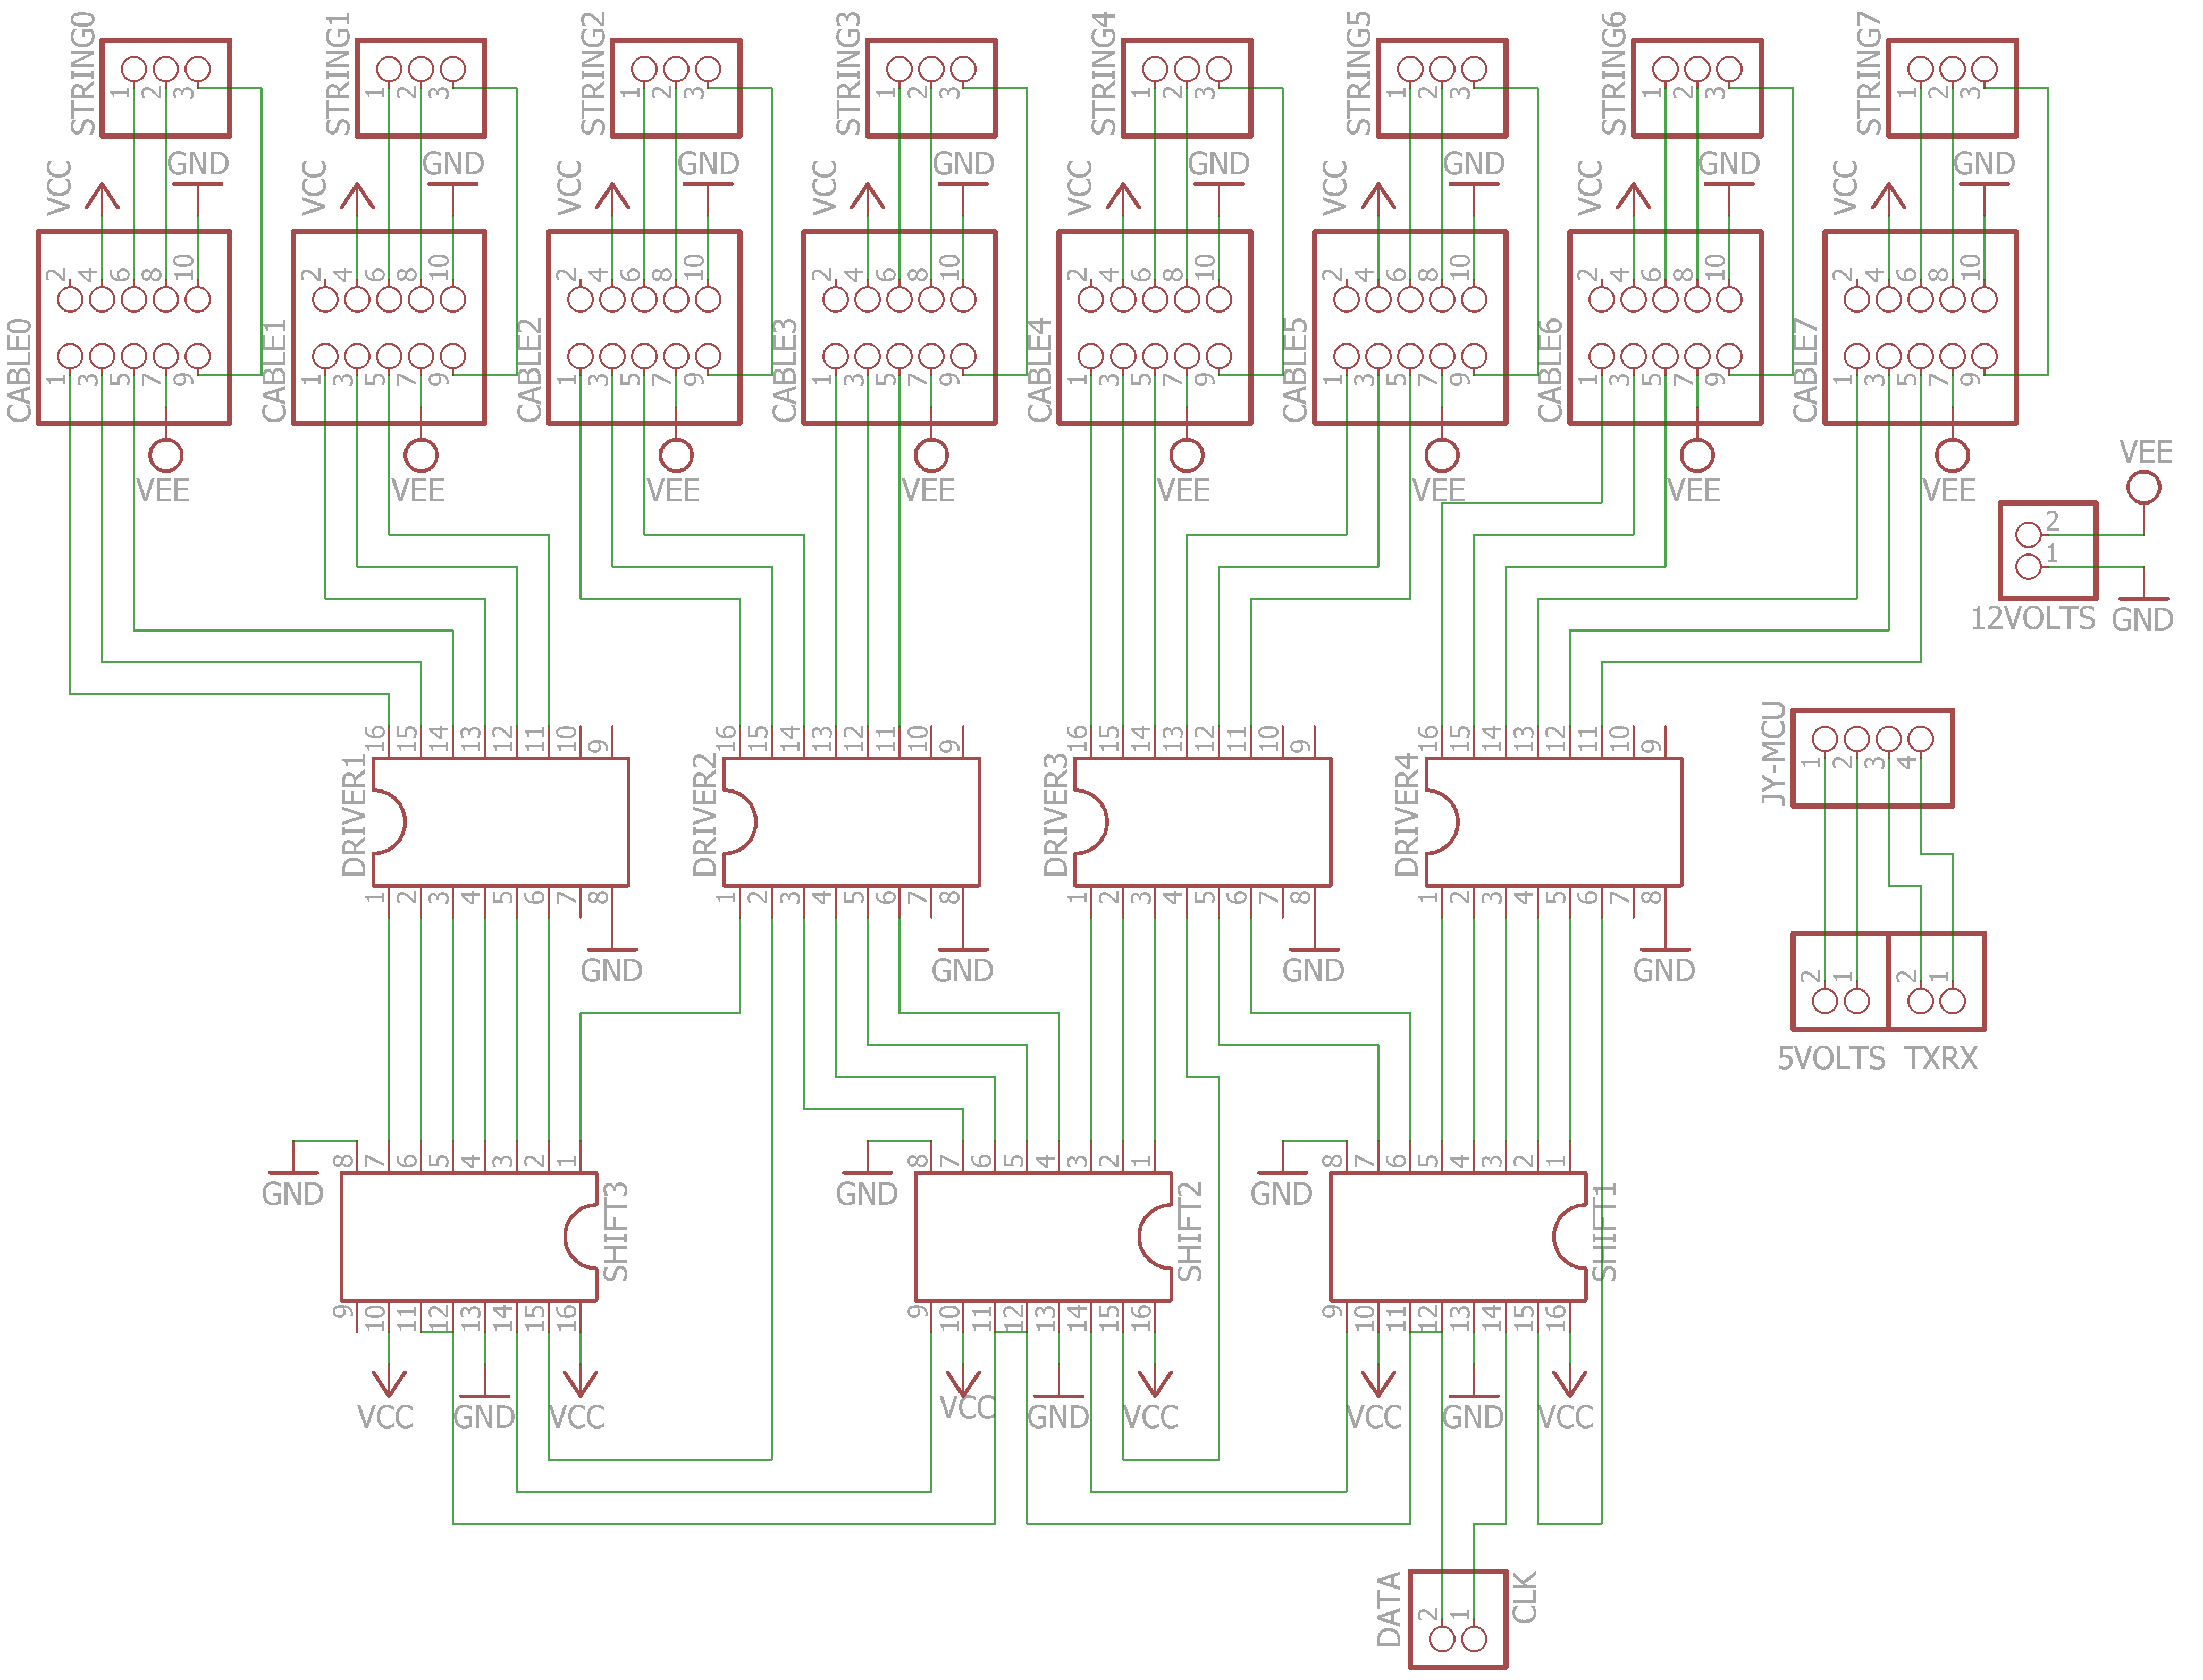 STRING0
1 2 3
STRING1
1 2 3
STRING2
1 2 3
STRING3
1 2 3
STRING4
1 2 3
STRING5
1 2 3
STRING6
1 2 3
STRING7
1 2 3
VCC GND
VCC GND
VCC GND
VCC GND
VCC GND
VCC GND
VCC GND
VCC GND
CABLE0
2 4 6 8 10
1 3 5 7 9
CABLE1
2 4 6 8 10
1 3 5 7 9
CABLE2
2 4 6 8 10
1 3 5 7 9
CABLE3
2 4 6 8 10
1 3 5 7 9
CABLE4
2 4 6 8 10
1 3 5 7 9
CABLE5
2 4 6 8 10
1 3 5 7 9
CABLE6
2 4 6 8 10
1 3 5 7 9
CABLE7
2 4 6 8 10
1 3 5 7 9
VEE
VEE
VEE
VEE
VEE
VEE
VEE
VEE
VEE
2
1
12VOLTS
GND
DRIVER1
16 15 14 13 12 11 10 9
1 2 3 4 5 6 7 8
GND
DRIVER2
16 15 14 13 12 11 10 9
1 2 3 4 5 6 7 8
GND
DRIVER3
16 15 14 13 12 11 10 9
1 2 3 4 5 6 7 8
GND
DRIVER4
16 15 14 13 12 11 10 9
1 2 3 4 5 6 7 8
GND
JY-MCU
1 2 3 4
2 1 2 1
5VOLTS TXRX
GND
8 7 6 5 4 3 2 1
SHIFT3
9 10 11 12 13 14 15 16
VCC GND VCC
GND
8 7 6 5 4 3 2 1
SHIFT2
9 10 11 12 13 14 15 16
VCC GND VCC
GND
8 7 6 5 4 3 2 1
SHIFT1
9 10 11 12 13 14 15 16
VCC GND VCC
DATA
2 1
CLK